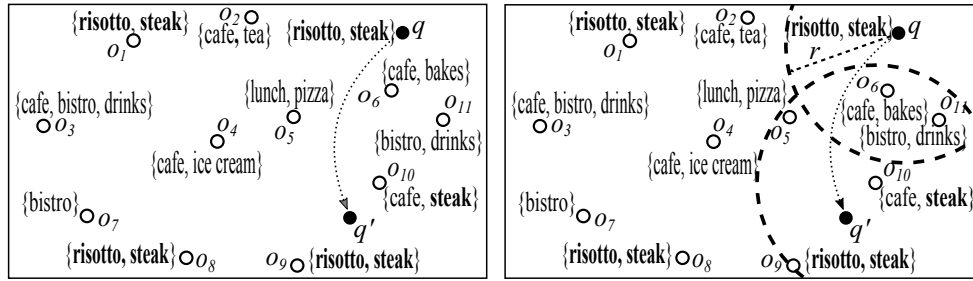 {risotto, steak}
o1
o2
{cafe, tea}
{risotto, steak}
q
{cafe, bakes}
o6
{cafe, bistro, drinks}
o3
{lunch, pizza}
o5
o4
{cafe, ice cream}
o11
{bistro, drinks}
o10
{cafe, steak}
{bistro}
o7
q'
{risotto, steak}
o8
o9
{risotto, steak}
{risotto, steak}
o1
o2
{cafe, tea}
{risotto, steak}
q
r
{lunch, pizza}
o5
o6
{cafe, bakes}
o11
{bistro, drinks}
{cafe, bistro, drinks}
o3
o4
{cafe, ice cream}
o10
{cafe, steak}
{bistro}
o7
q'
{risotto, steak}
o8
o9
{risotto, steak}